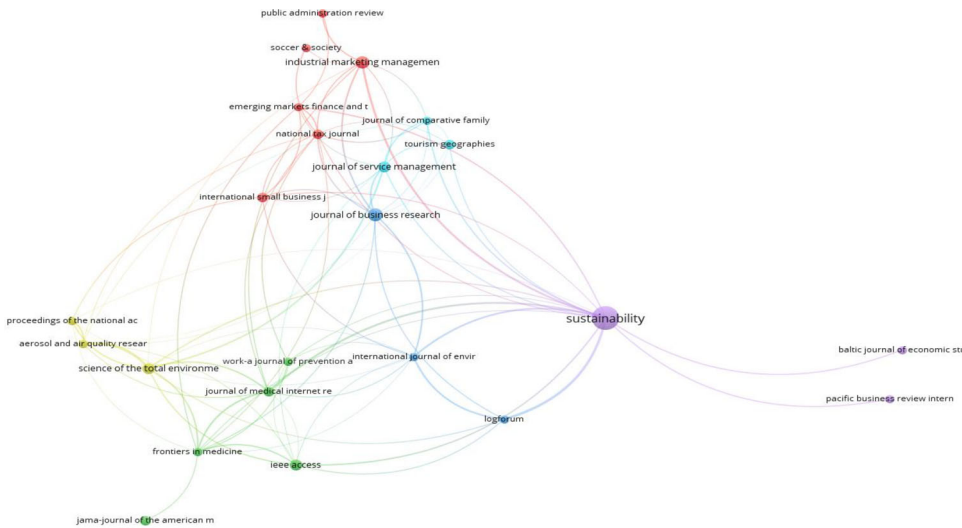 public administration review
soccer & society
industrial marketing managemen
emerging markets finance and t
journal of comparative family
national tax journal
tourism geographies
journal of service management
international small business j
journal of business research
sustainability
proceedings of the national ac
aerosol and air quality resear
baltic journal of economic stu
international journal of envir
work-a journal of prevention a
science of the total environme
journal of medical internet re
pacific business review intern
logforum
frontiers in medicine
ieee access
jama-journal of the american m